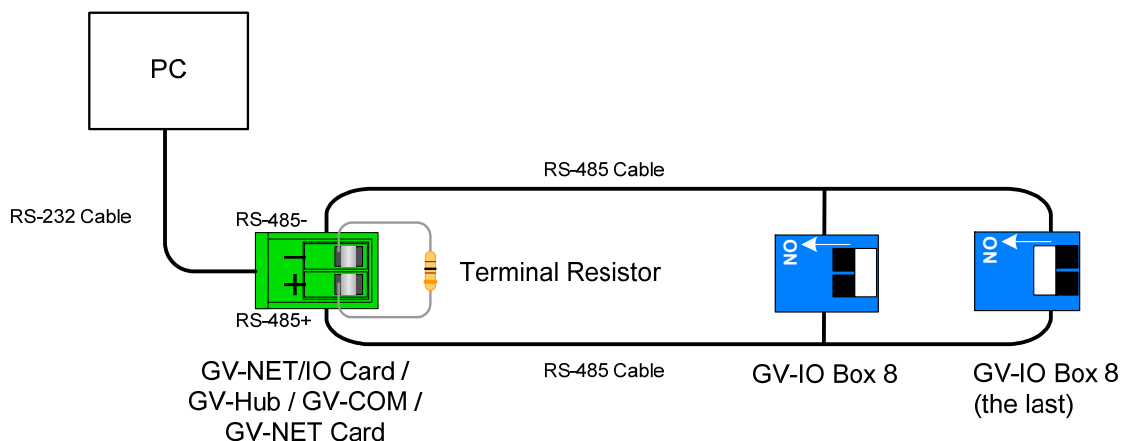 PC
RS-485 Cable
RS-232 Cable
RS-485-
ON
ON
−
+
Terminal Resistor
RS-485+
RS-485 Cable
GV-NET/IO Card /
GV-Hub / GV-COM /
GV-NET Card
GV-IO Box 8
GV-IO Box 8
(the last)